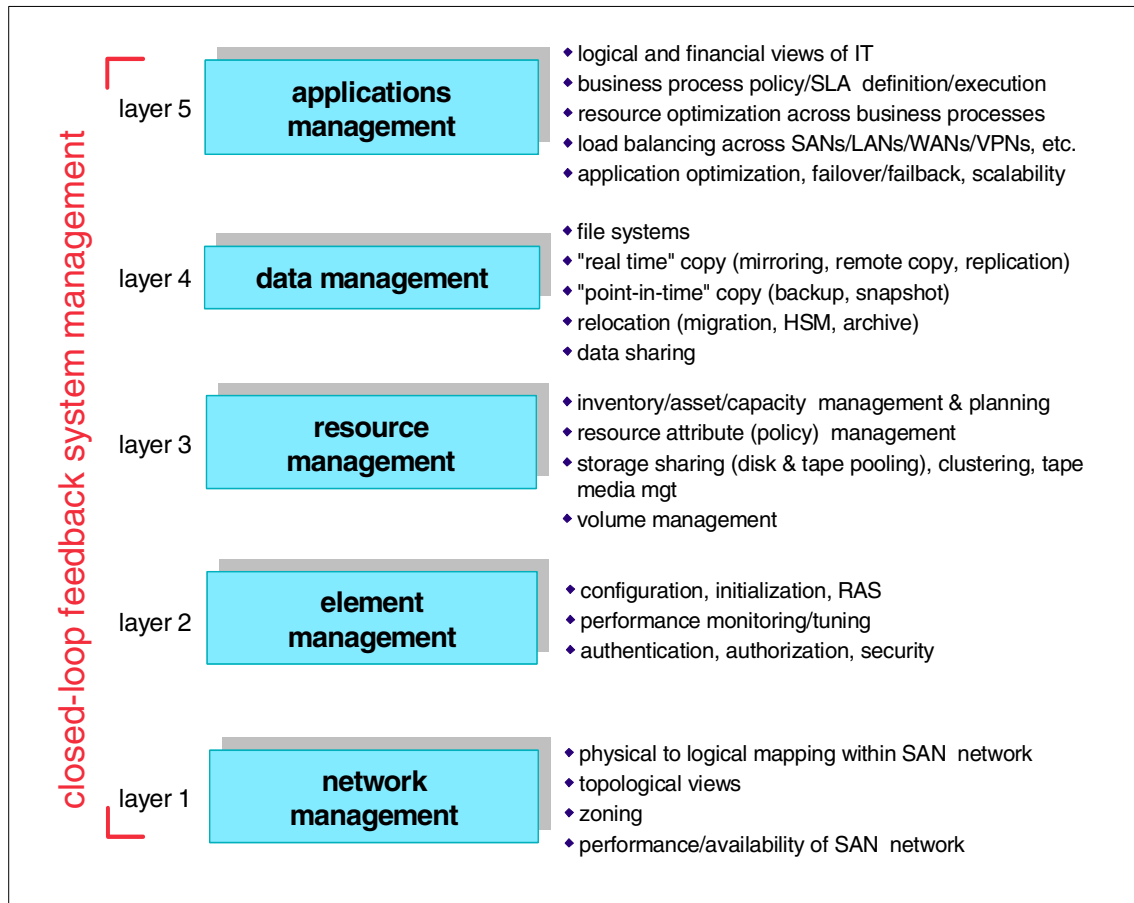 closed-loop feedback system management
layer 5
applications
management
◆ logical and financial views of IT
◆ business process policy/SLA definition/execution
◆ resource optimization across business processes
◆ load balancing across SANs/LANs/WANs/VPNs, etc.
◆ application optimization, failover/failback, scalability
layer 4
data management
◆ file systems
◆ "real time" copy (mirroring, remote copy, replication)
◆ "point-in-time" copy (backup, snapshot)
◆ relocation (migration, HSM, archive)
◆ data sharing
layer 3
resource
management
◆ inventory/asset/capacity management & planning
◆ resource attribute (policy) management
◆ storage sharing (disk & tape pooling), clustering, tape
media mgt
◆ volume management
layer 2
element
management
◆ configuration, initialization, RAS
◆ performance monitoring/tuning
◆ authentication, authorization, security
layer 1
network
management
◆ physical to logical mapping within SAN network
◆ topological views
◆ zoning
◆ performance/availability of SAN network